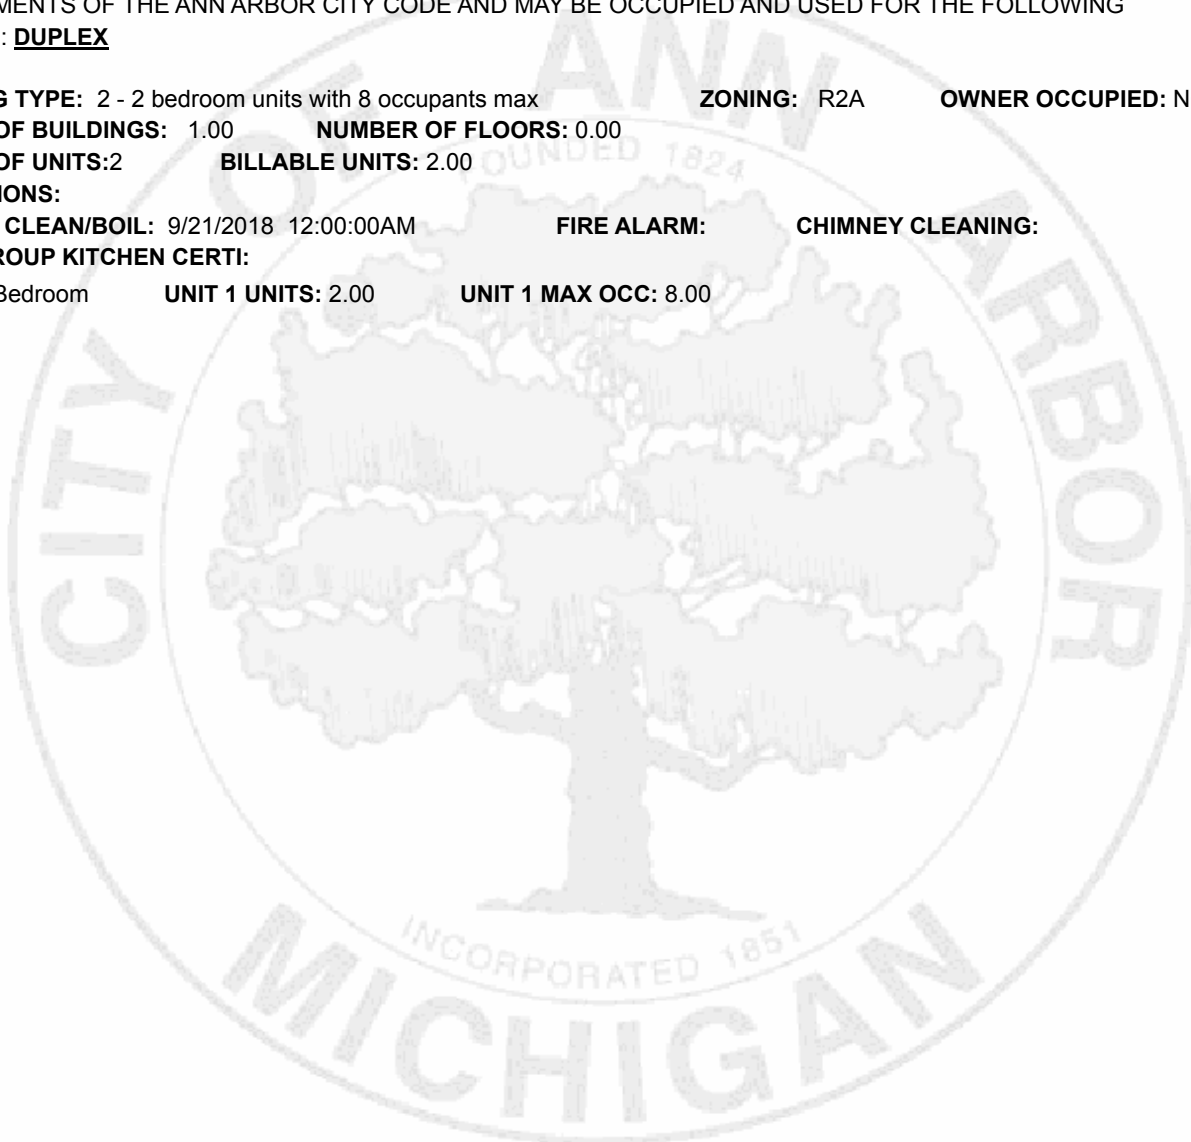 MENTS OF THE ANN ARBOR CITY CODE AND MAY BE OCCUPIED AND USED FOR THE FOLLOWING
: DUPLEX
G TYPE: 2 - 2 bedroom units with 8 occupants max ZONING: R2A OWNER OCCUPIED: N
OF BUILDINGS: 1.00 NUMBER OF FLOORS: 0.00
OF UNITS:2 BILLABLE UNITS: 2.00
IONS:
CLEAN/BOIL: 9/21/2018 12:00:00AM FIRE ALARM: CHIMNEY CLEANING:
ROUP KITCHEN CERTI:
Bedroom UNIT 1 UNITS: 2.00 UNIT 1 MAX OCC: 8.00
CITY OF ANN ARBOR
FOUNDED 1824
INCORPORATED 1851
MICHIGAN